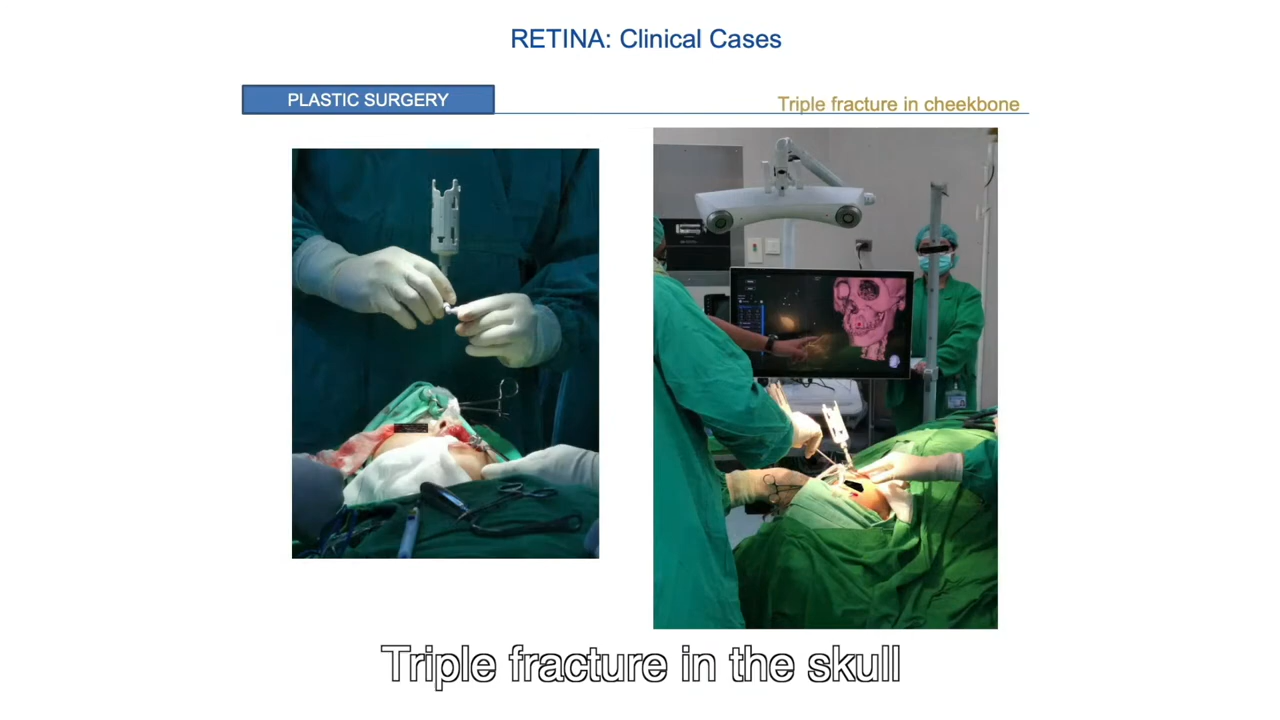 RETINA: Clinical Cases
PLASTIC SURGERY
Triple fracture in cheekbone
Triple fracture in the skull